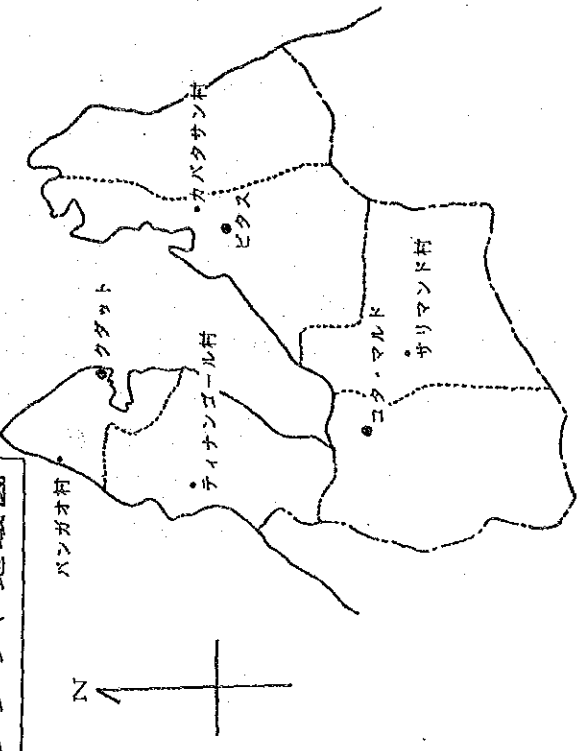 N
バンガオ村
クダット
ティナンゴール村
カバタサン村
ピタス
コタ・マルド
サリマンド村